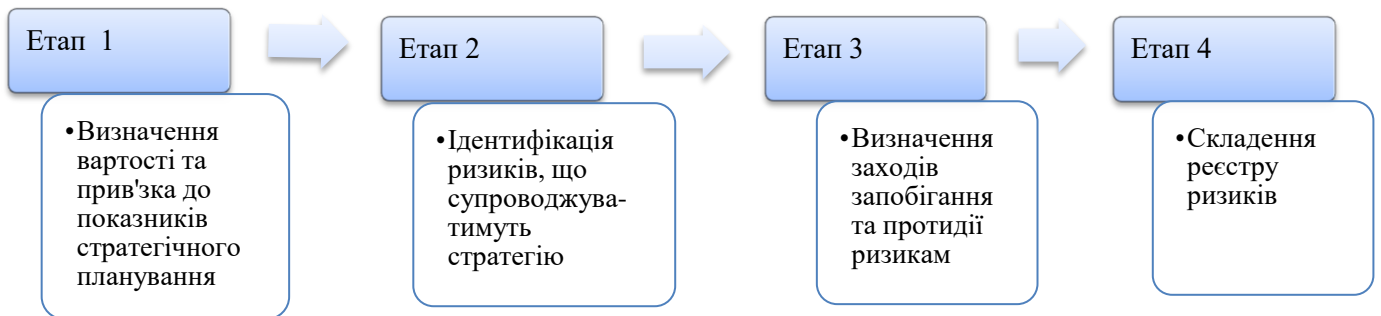 Етап  1
•Визначення
вартості та
прив'зка до
показників
стратегічного
планування
Етап 2
•Ідентифікація
ризиків, що
супроводжува-
тимуть
стратегію
Етап 3
•Визначення
заходів
запобігання
та протидії
ризикам
Етап 4
•Складення
реєстру
ризиків